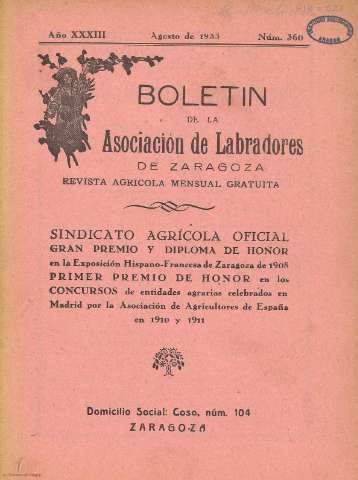 Año XXXIII
Agosto de 1933
Núm. 360
BOLETIN
DE LA
Asociación de Labradores
DE ZARAGOZA
REVISTA AGRICOLA MENSUAL GRATUITA
SINDICATO AGRÍCOLA OFICIAL
GRAN PREMIO Y DIPLOMA DE HONOR
en la Exposición Hispano-Francesa de Zaragoza de 1908
PRIMER PREMIO DE HONOR en los
CONCURSOS de entidades agrarias celebrados en
Madrid por la Asociación de Agricultores de España
en 1910 y 1911
Domicilio Social: Coso, núm. 104
ZARAGOZA